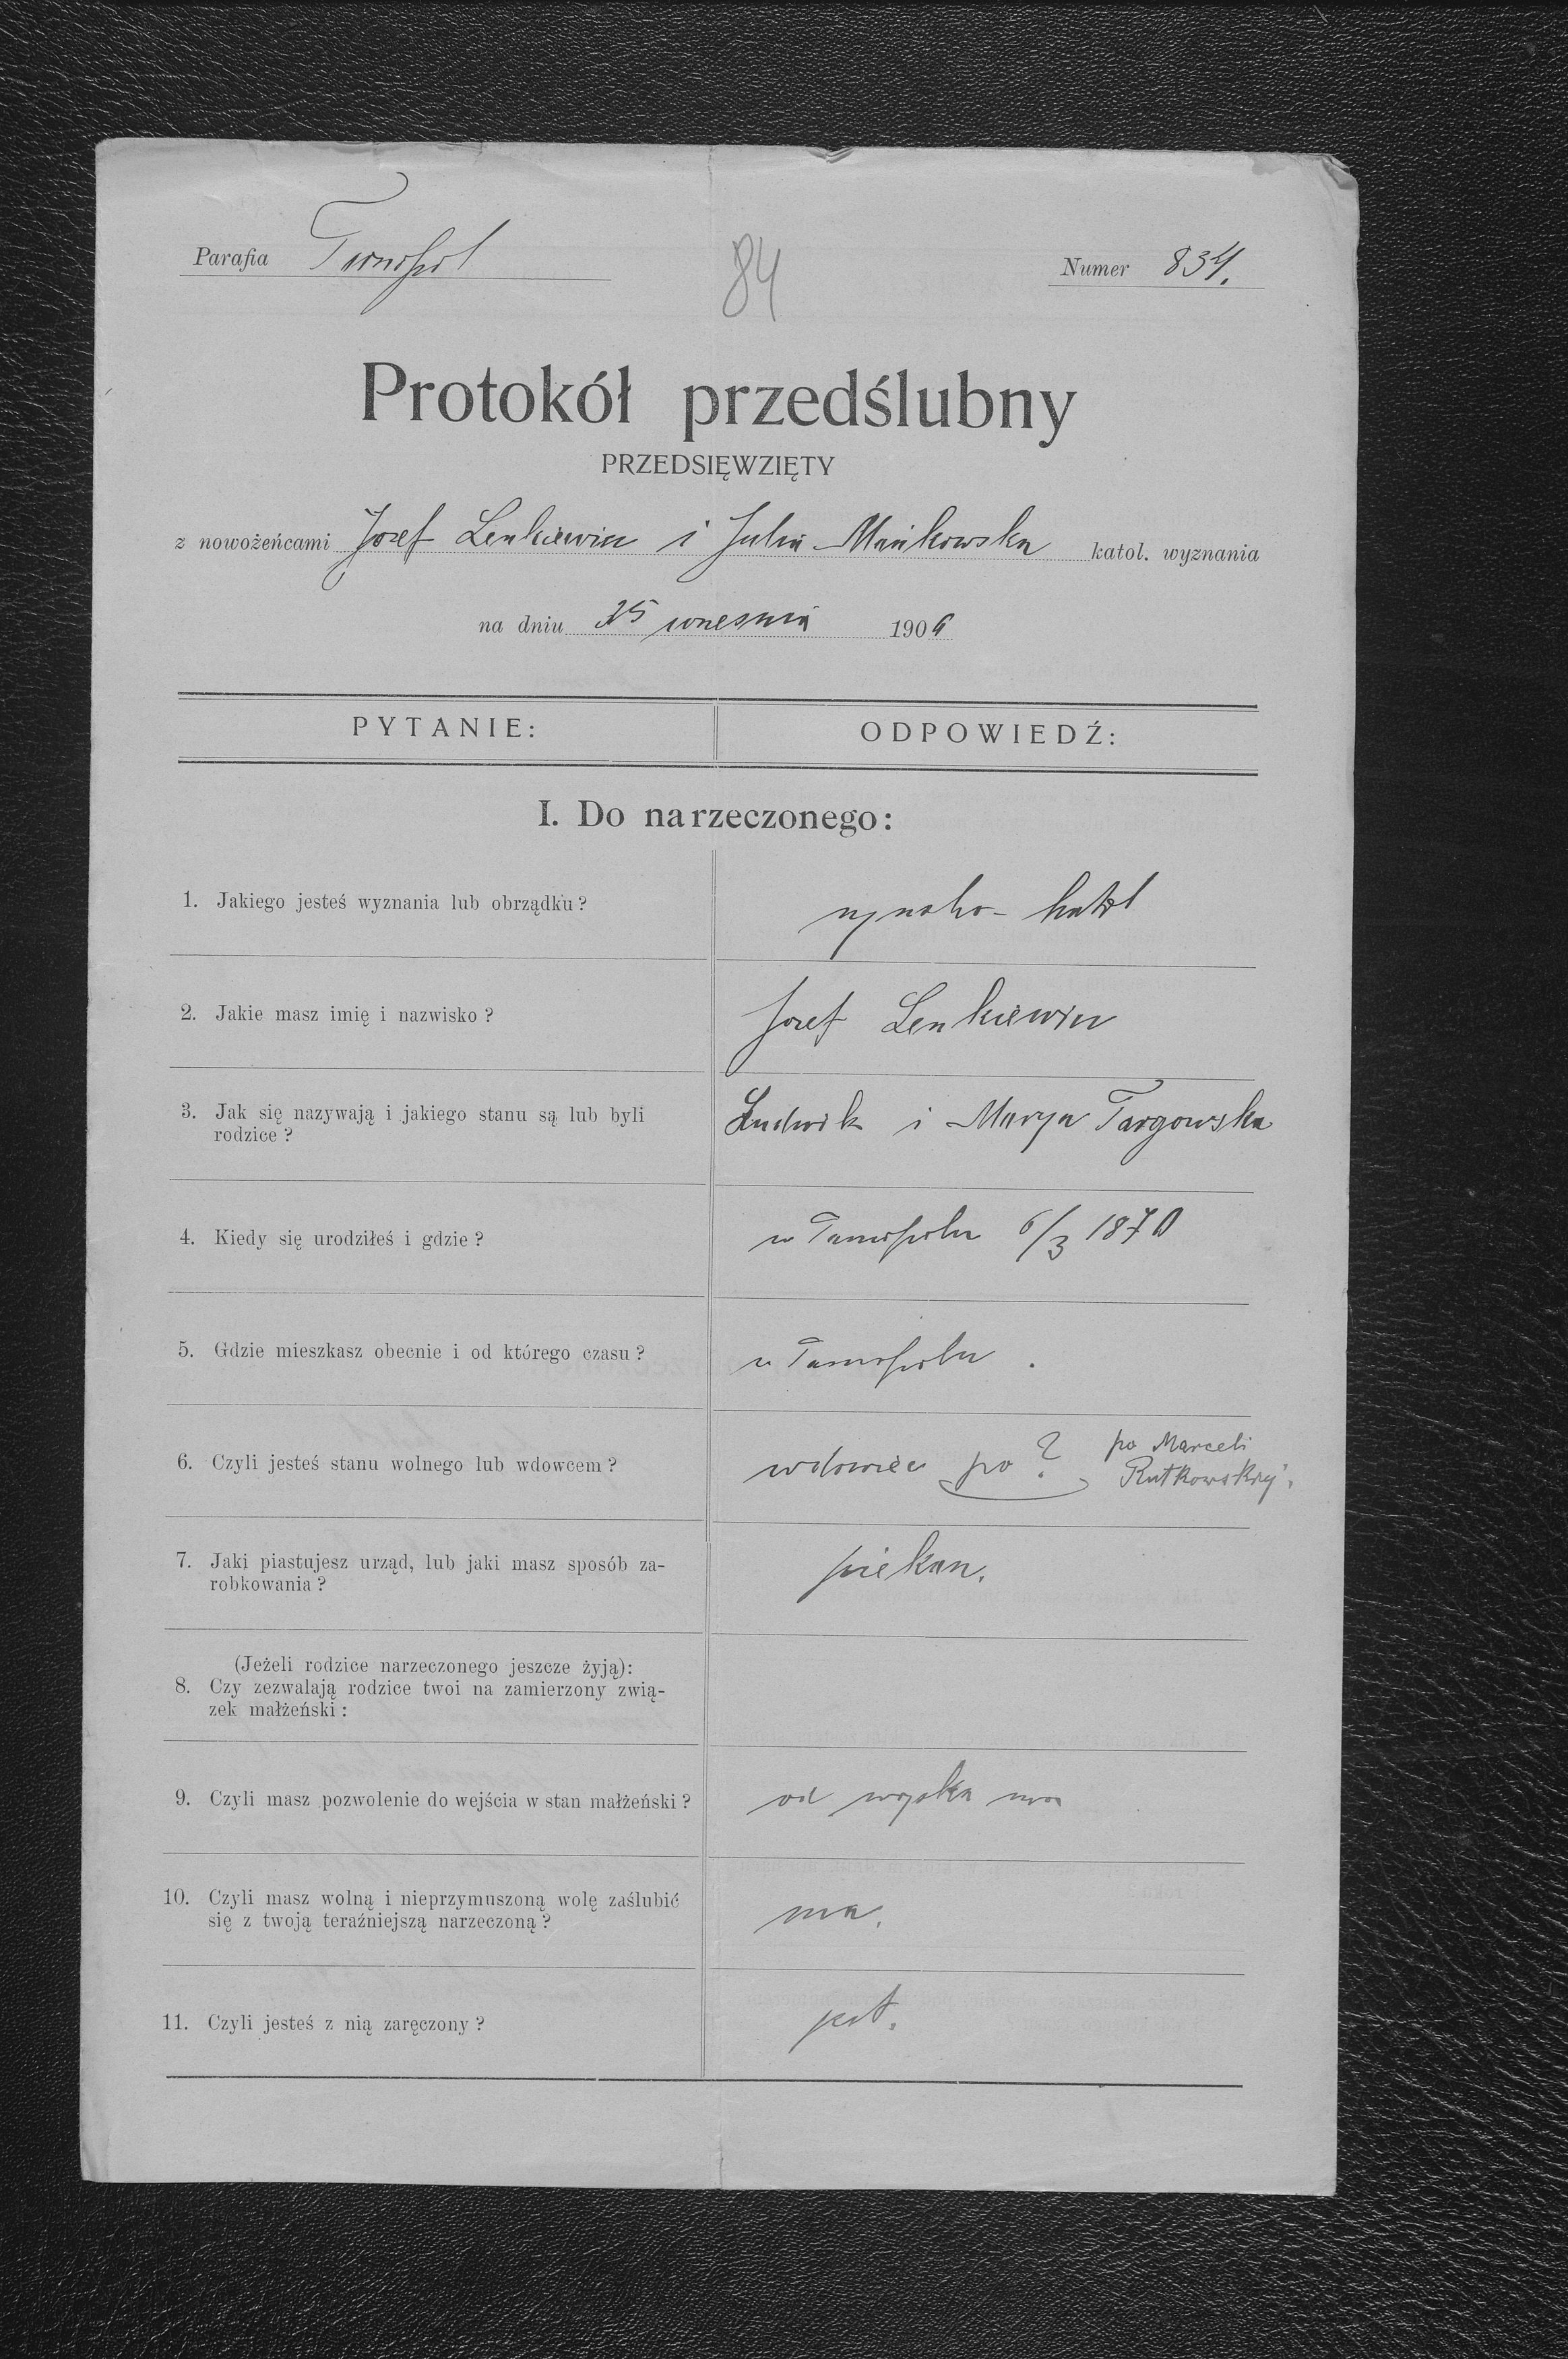 Parafia Tarnopol
84
Numer 834.
Protokół przedślubny
PRZEDSIĘWZIĘTY
z nowożeńcami Jozef Lenkiewicz i Julia Mańkowska katol. wyznania
na dniu 25 wresnia 1906
PYTANIE: ODPOWIEDŹ:
I. Do narzeczonego:
1. Jakiego jesteś wyznania lub obrządku? rzymsko-katol
2. Jakie masz imię i nazwisko? Jozef Lenkiewicz
3. Jak się nazywają i jakiego stanu są lub byli
rodzice? Ludwik i Marya Targowska
4. Kiedy się urodziłeś i gdzie? w Tarnopolu 6/3 1870
5. Gdzie mieszkasz obecnie i od którego czasu? w Tarnopolu.
6. Czyli jesteś stanu wolnego lub wdowcem? wdowiec po? po Marceli
Rutkowskiej.
7. Jaki piastujesz urząd, lub jaki masz sposób za-
robkowania? piekarz.
(Jeżeli rodzice narzeczonego jeszcze żyją):
8. Czy zezwalają rodzice twoi na zamierzony zwią-
zek małżeński:
9. Czyli masz pozwolenie do wejścia w stan małżeński? od wojska
10. Czyli masz wolną i nieprzymuszoną wolę zaślubić
się z twoją teraźniejszą narzeczoną? ma.
11. Czyli jesteś z nią zaręczony? jest.